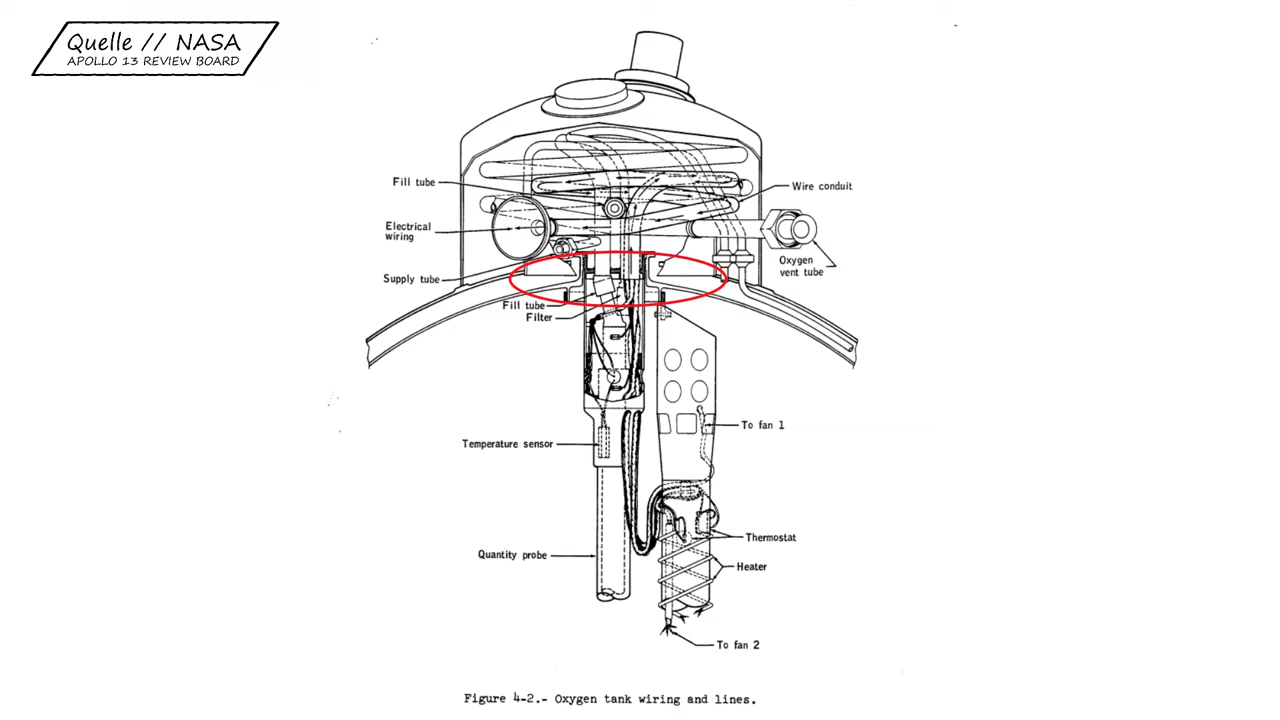 Quelle // NASA
APOLLO 13 REVIEW BOARD
Fill tube
Wire conduit
Electrical
wiring
Oxygen
vent tube
Supply tube
Fill tube
Filter
To fan 1
Temperature sensor
Thermostat
Quantity probe
Heater
To fan 2
Figure 4-2.- Oxygen tank wiring and lines.